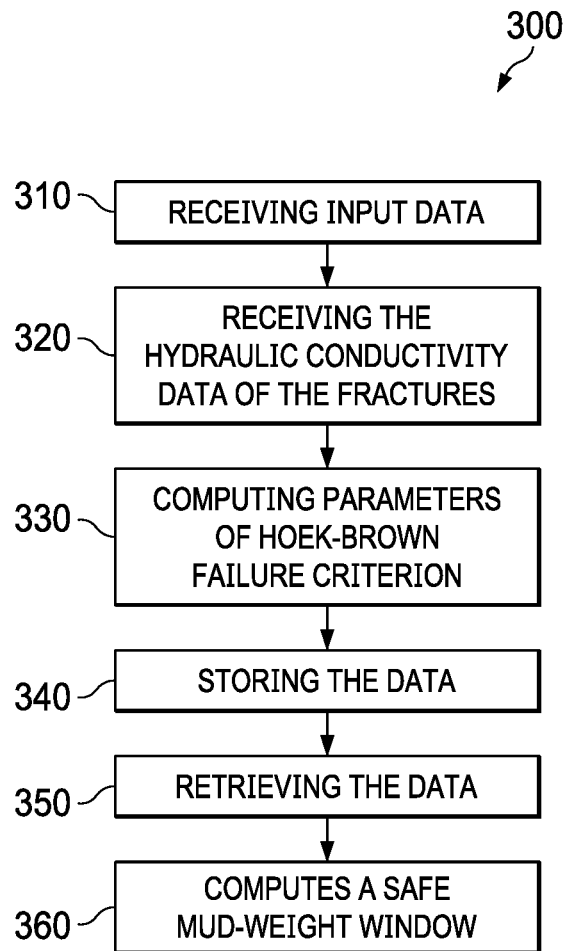 300
310
RECEIVING INPUT DATA
320
RECEIVING THE
HYDRAULIC CONDUCTIVITY
DATA OF THE FRACTURES
330
COMPUTING PARAMETERS
OF HOEK-BROWN
FAILURE CRITERION
340
STORING THE DATA
350
RETRIEVING THE DATA
360
COMPUTES A SAFE
MUD-WEIGHT WINDOW